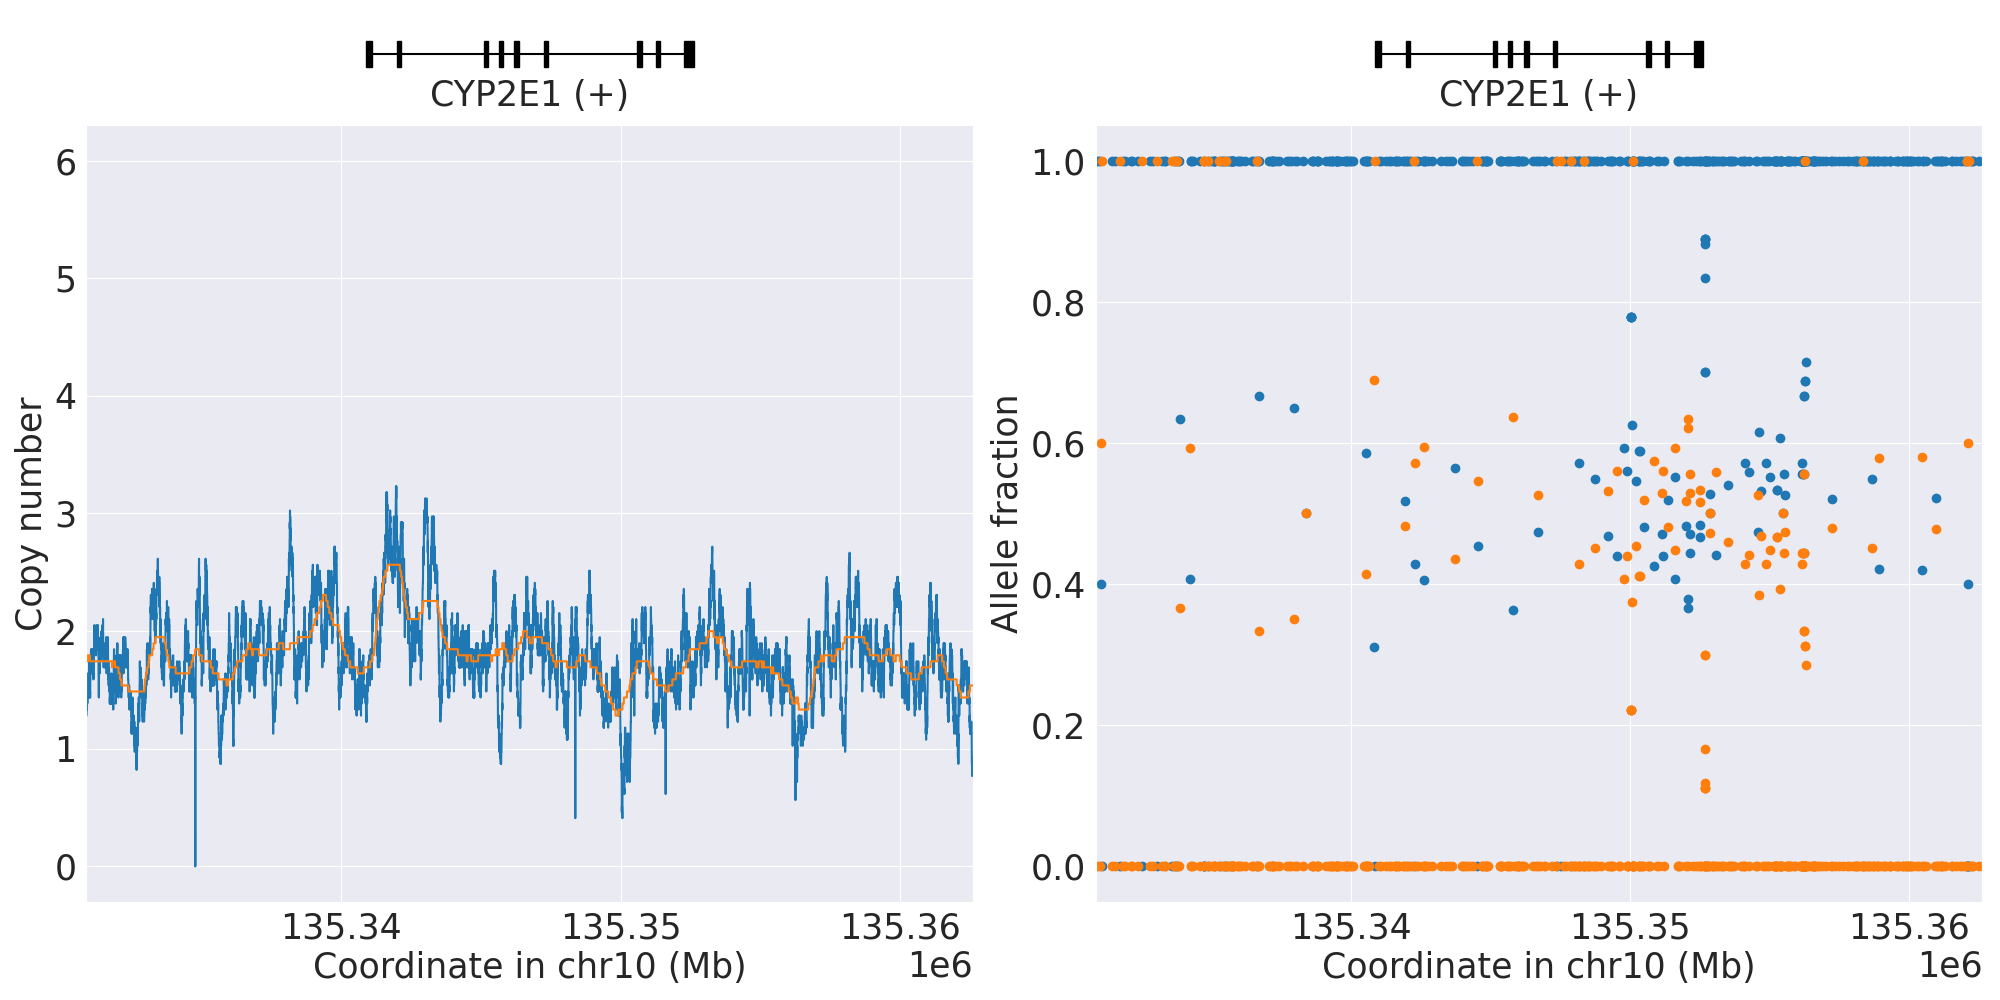 CYP2E1 (+)
6
5
4
3
2
1
0
Copy number
135.34
135.35
135.36
Coordinate in chr10 (Mb)
1e6
CYP2E1 (+)
1.0
0.8
0.6
0.4
0.2
0.0
Allele fraction
135.34
135.35
135.36
Coordinate in chr10 (Mb)
1e6